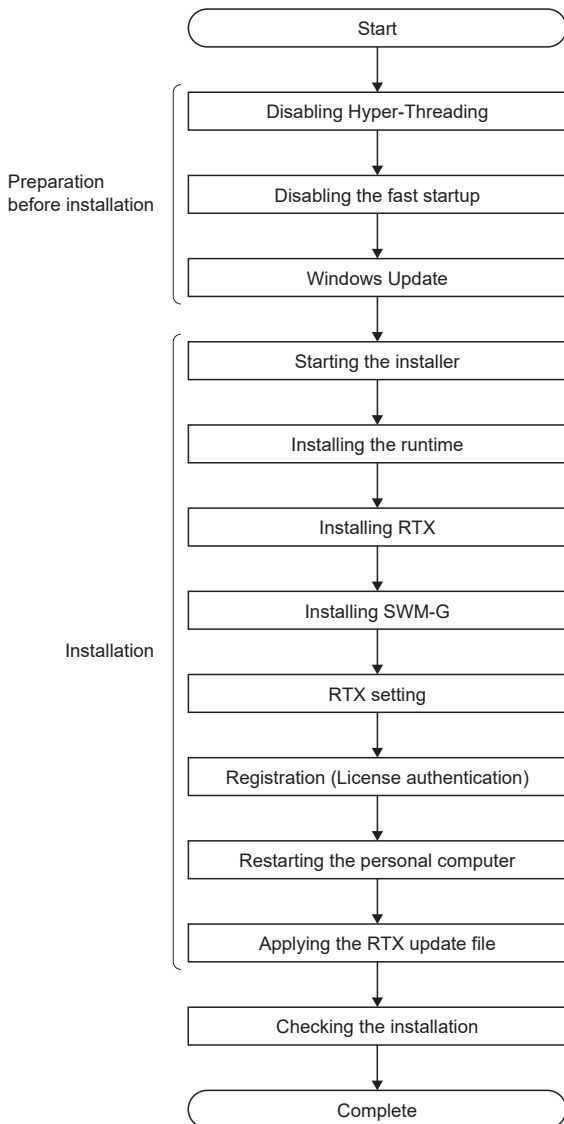 Start
Preparation
before installation
Disabling Hyper-Threading
Disabling the fast startup
Windows Update
Installation
Starting the installer
Installing the runtime
Installing RTX
Installing SWM-G
RTX setting
Registration (License authentication)
Restarting the personal computer
Applying the RTX update file
Checking the installation
Complete